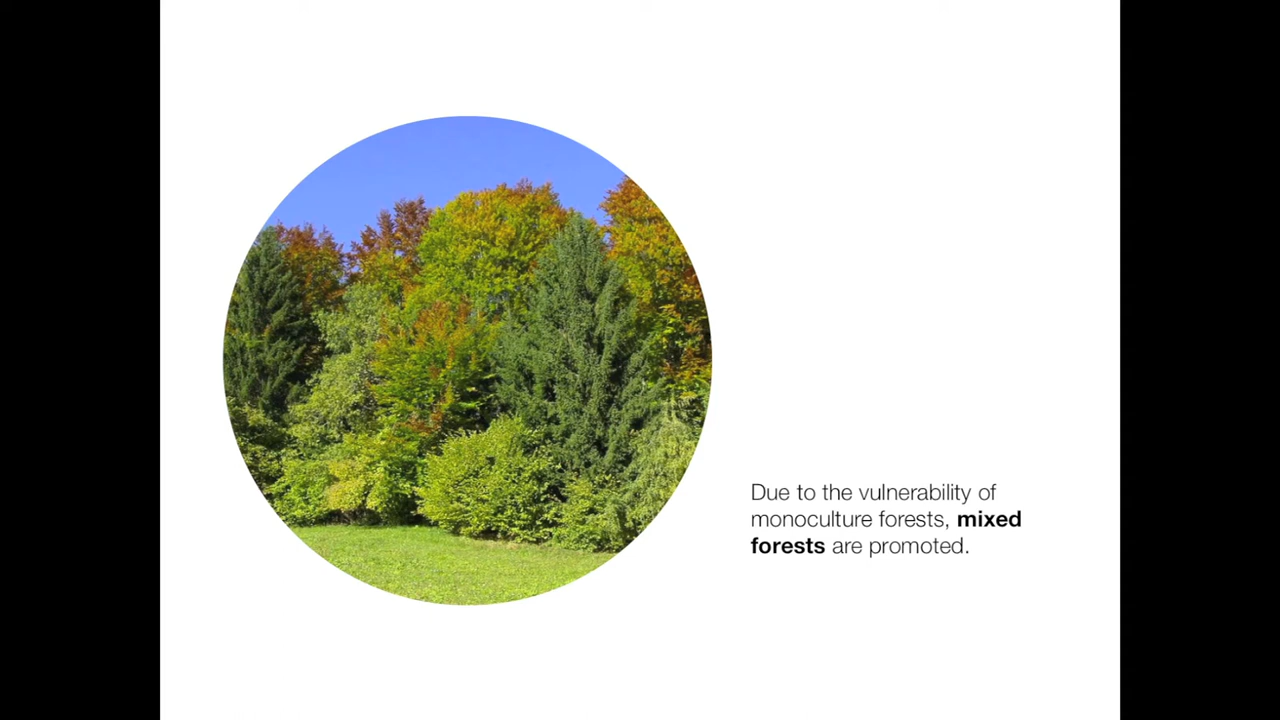 Due to the vulnerability of
monoculture forests, mixed
forests are promoted.